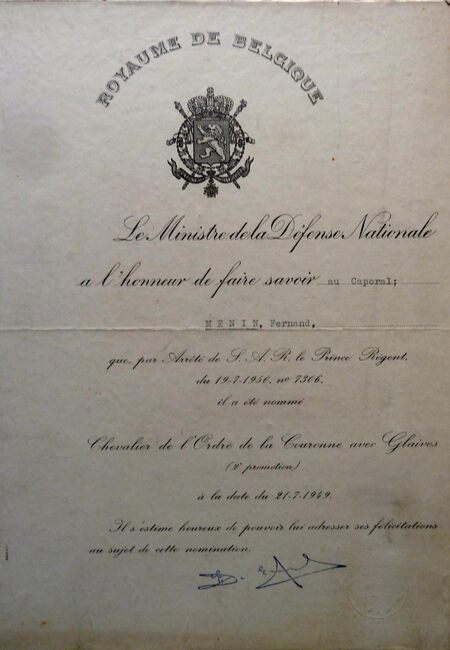 ROYAUME DE BELGIQUE
Le Ministre de la Défense Nationale
a l'honneur de faire savoir au Caporal;
MENIN, Fernand,
que, par Arrêté de S. A. R. le Prince Régent,
du 19-7-1950, nº 7306,
il a été nommé
Chevalier de l'Ordre de la Couronne avec Glaives
(2e promotion)
à la date du 21-7-1949.
Il s'estime heureux de pouvoir lui adresser ses félicitations
au sujet de cette nomination.